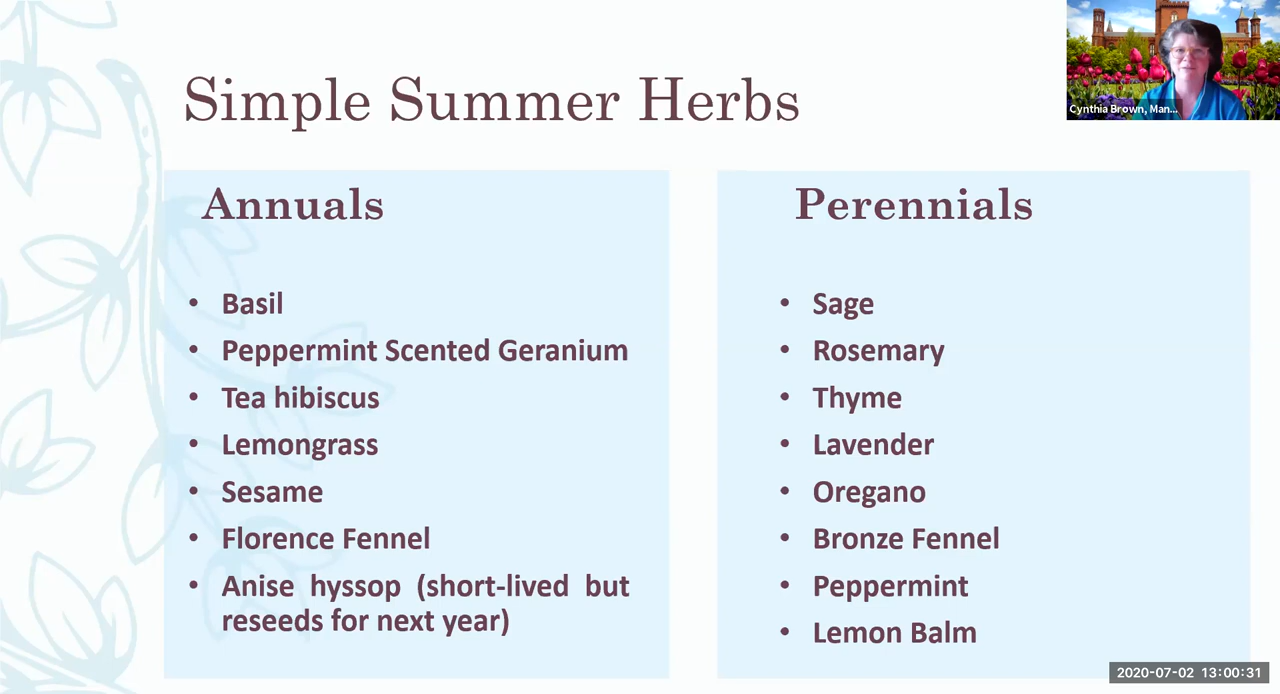 Simple Summer Herbs
Cynthia Brown, Man...
Annuals
• Basil
• Peppermint Scented Geranium
• Tea hibiscus
• Lemongrass
• Sesame
• Florence Fennel
• Anise hyssop (short-lived but
reseeds for next year)
Perennials
• Sage
• Rosemary
• Thyme
• Lavender
• Oregano
• Bronze Fennel
• Peppermint
• Lemon Balm
2020-07-02 13:00:31